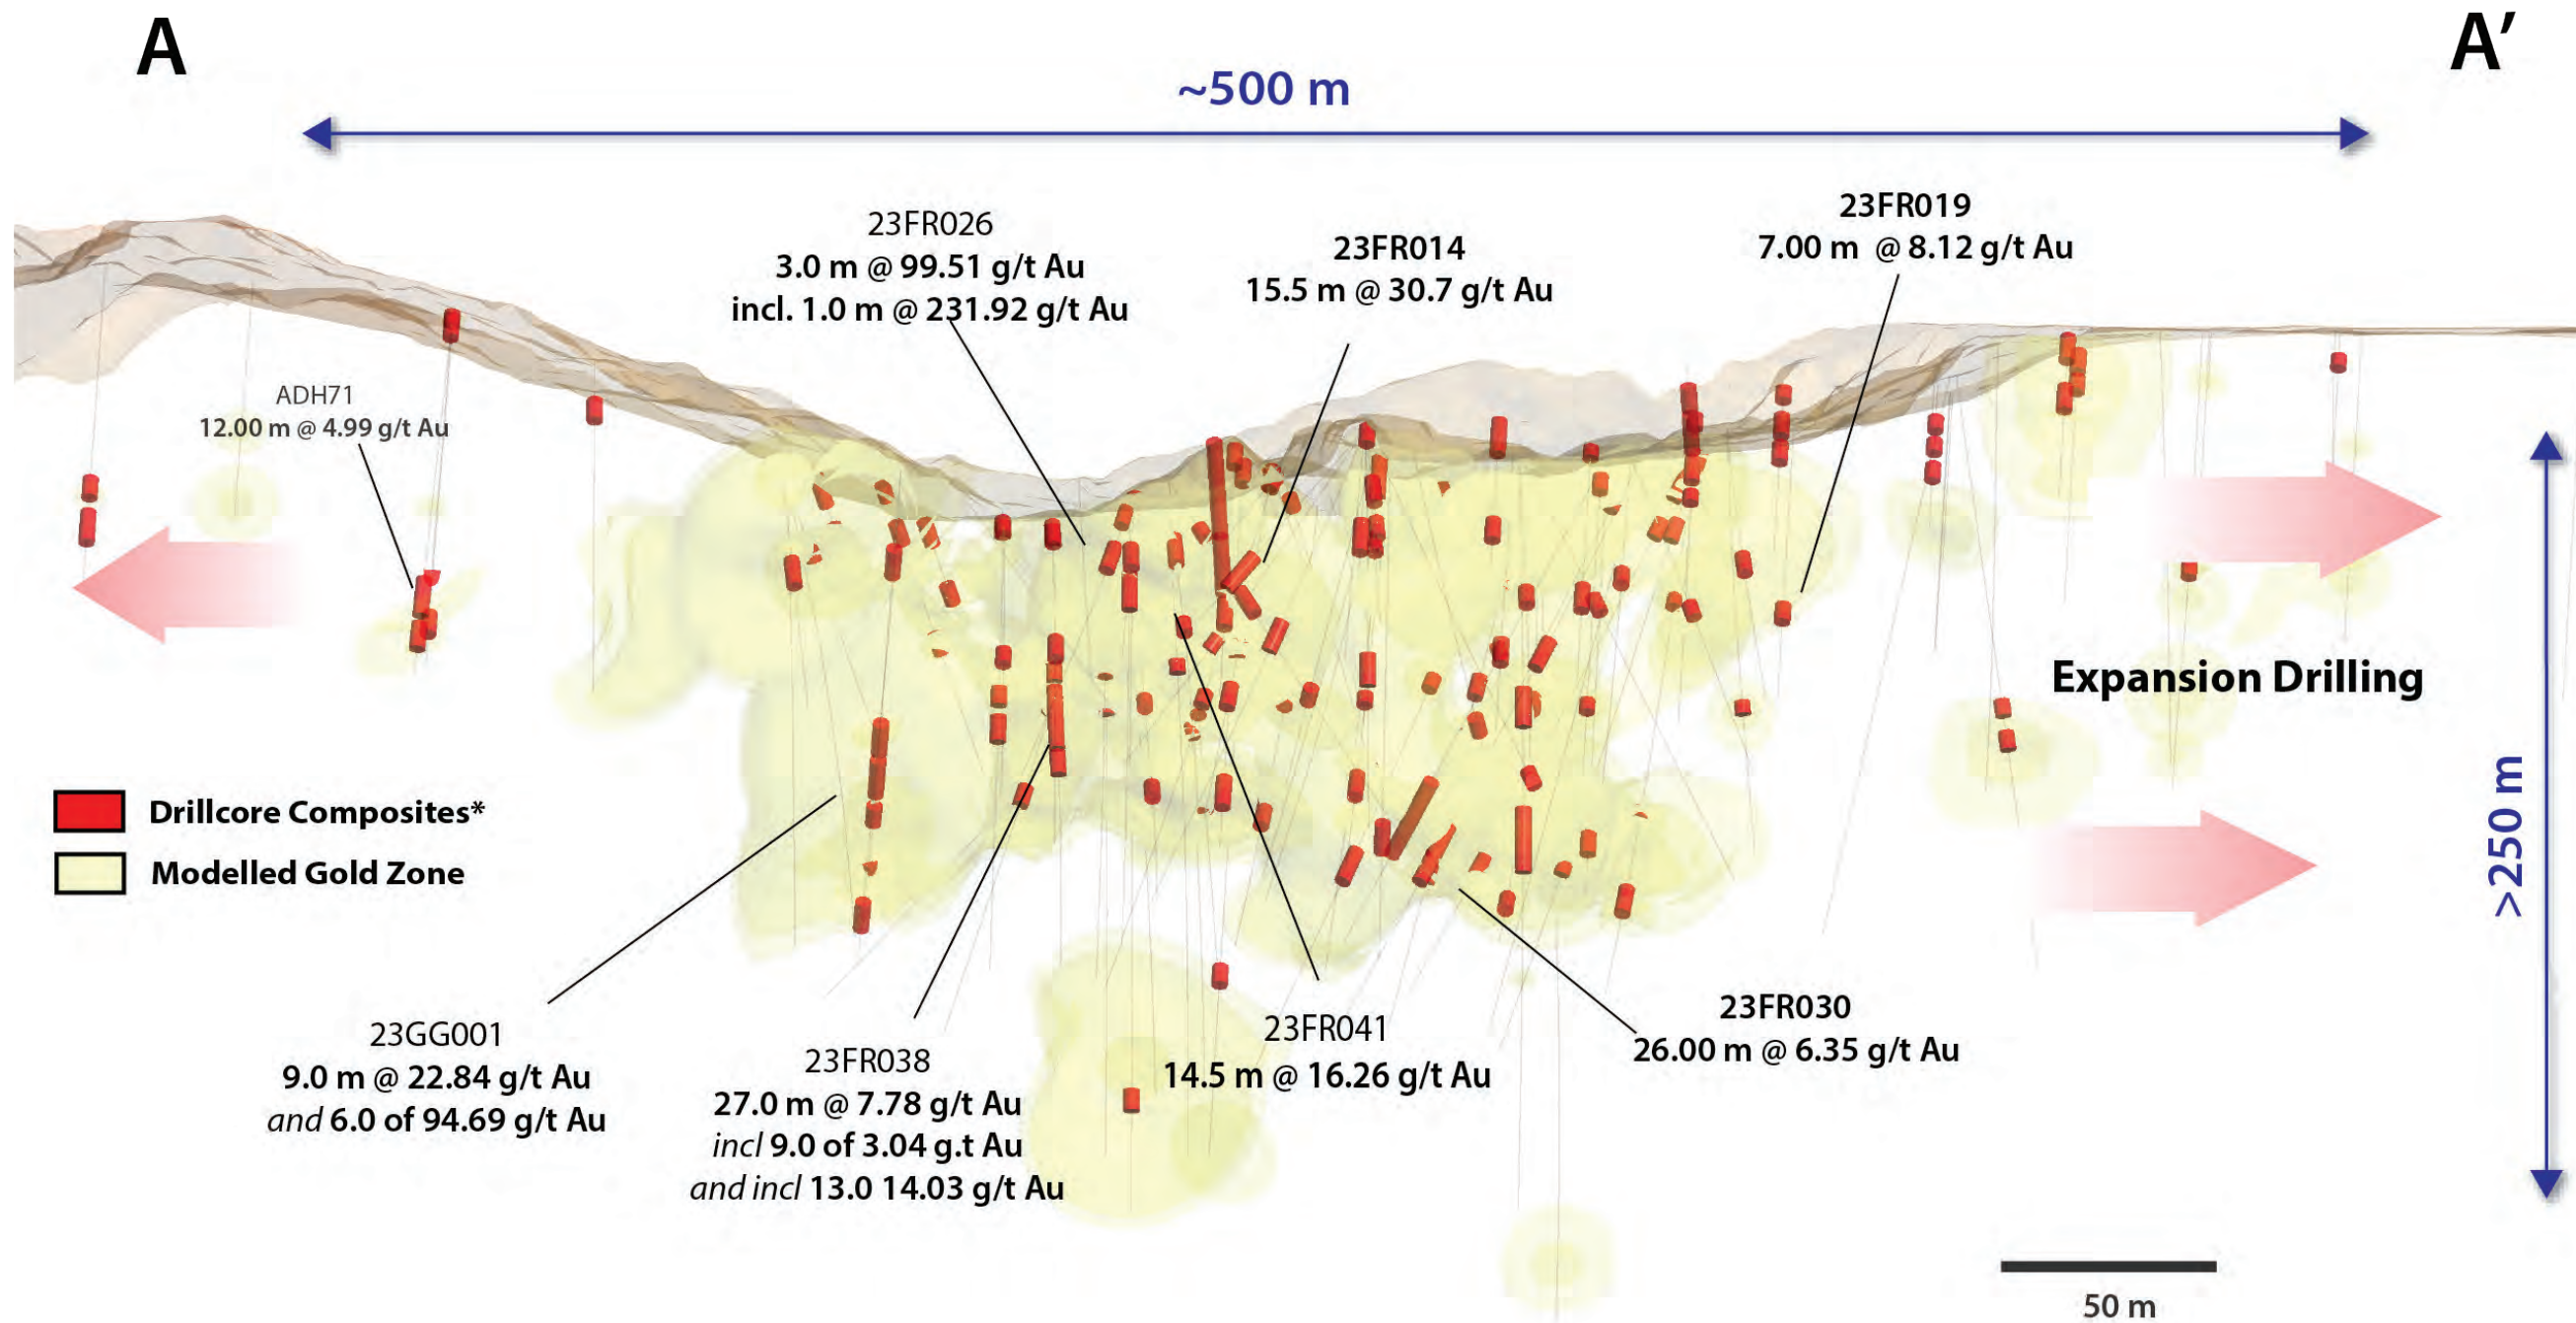 A
A′
~500 m
23FR026
3.0 m @ 99.51 g/t Au
incl. 1.0 m @ 231.92 g/t Au
23FR014
15.5 m @ 30.7 g/t Au
23FR019
7.00 m @ 8.12 g/t Au
ADH71
12.00 m @ 4.99 g/t Au
Expansion Drilling
>250 m
Drillcore Composites*
Modelled Gold Zone
23GG001
9.0 m @ 22.84 g/t Au
and 6.0 of 94.69 g/t Au
23FR038
27.0 m @ 7.78 g/t Au
incl 9.0 of 3.04 g.t Au
and incl 13.0 14.03 g/t Au
23FR041
14.5 m @ 16.26 g/t Au
23FR030
26.00 m @ 6.35 g/t Au
50 m